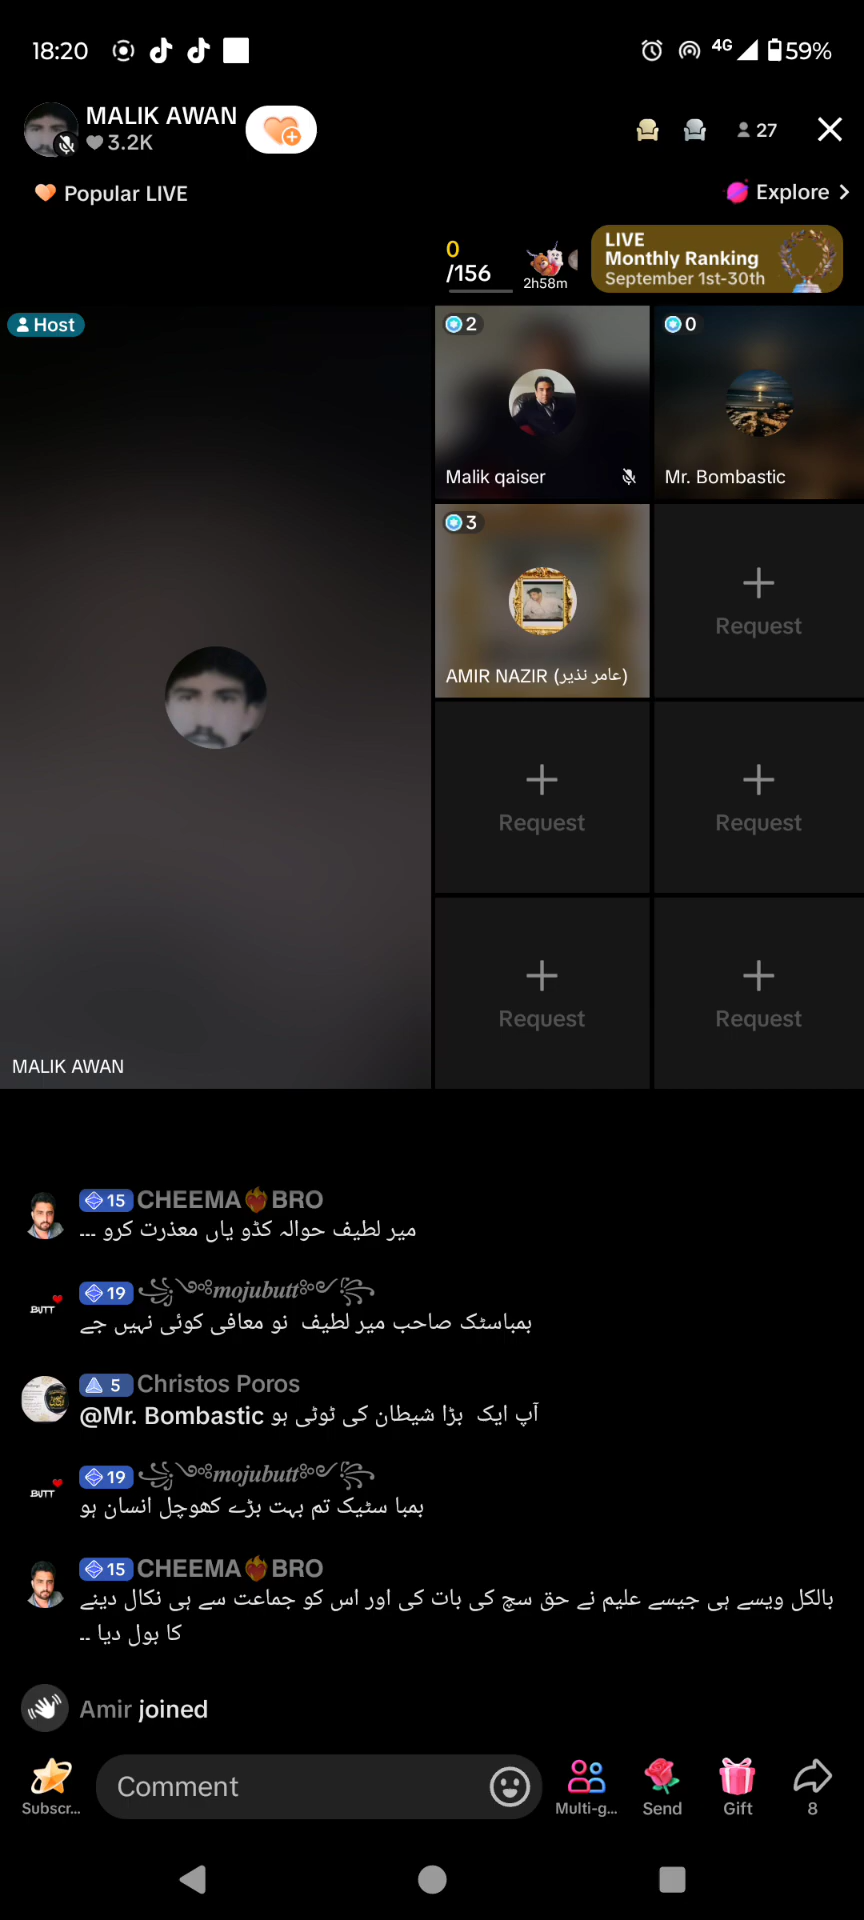 18:20
4G
59%
MALIK AWAN
3.2K
27
Popular LIVE
Explore
0
/156
2h58m
LIVE
Monthly Ranking
September 1st-30th
Host
2
0
Malik qaiser
Mr. Bombastic
3
Request
AMIR NAZIR (عامر نذیر)
Request
Request
Request
Request
MALIK AWAN
15 CHEEMA❤️‍🔥BRO
میر لطیف حوالہ کڈو یاں معذرت کرو ...
BUTT
19 mojubutt
بمباسٹک صاحب میر لطیف نو معافی کوئی نہیں جے
5 Christos Poros
@Mr. Bombastic آپ ایک بڑا شیطان کی ٹوٹی ہو
BUTT
19 mojubutt
بمبا سٹیک تم بہت بڑے کھوچل انسان ہو
15 CHEEMA❤️‍🔥BRO
بالکل ویسے ہی جیسے علیم نے حق سچ کی بات کی اور اس کو جماعت سے ہی نکال دینے
کا بول دیا ..
Amir joined
Comment
Subscr...
Multi-g...
Send
Gift
8